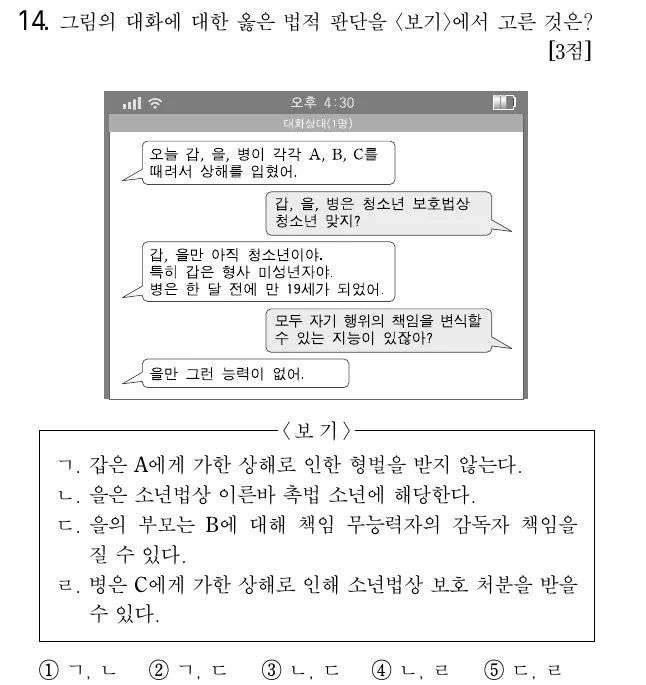 14. 그림의 대화에 대한 옳은 법적 판단을 〈보기〉에서 고른 것은?
[3점]
오후 4:30
대화상대(1명)
오늘 갑, 을, 병이 각각 A, B, C를
때려서 상해를 입혔어.
갑, 을, 병은 청소년 보호법상
청소년 맞지?
갑, 을만 아직 청소년이야.
특히 갑은 형사 미성년자야.
병은 한 달 전에 만 19세가 되었어.
모두 자기 행위의 책임을 변식할
수 있는 지능이 있잖아?
을만 그런 능력이 없어.
〈보 기〉
ㄱ. 갑은 A에게 가한 상해로 인한 형벌을 받지 않는다.
ㄴ. 을은 소년법상 이른바 촉법 소년에 해당한다.
ㄷ. 을의 부모는 B에 대해 책임 무능력자의 감독자 책임을
질 수 있다.
ㄹ. 병은 C에게 가한 상해로 인해 소년법상 보호 처분을 받을
수 있다.
① ㄱ, ㄴ ② ㄱ, ㄷ ③ ㄴ, ㄷ ④ ㄴ, ㄹ ⑤ ㄷ, ㄹ